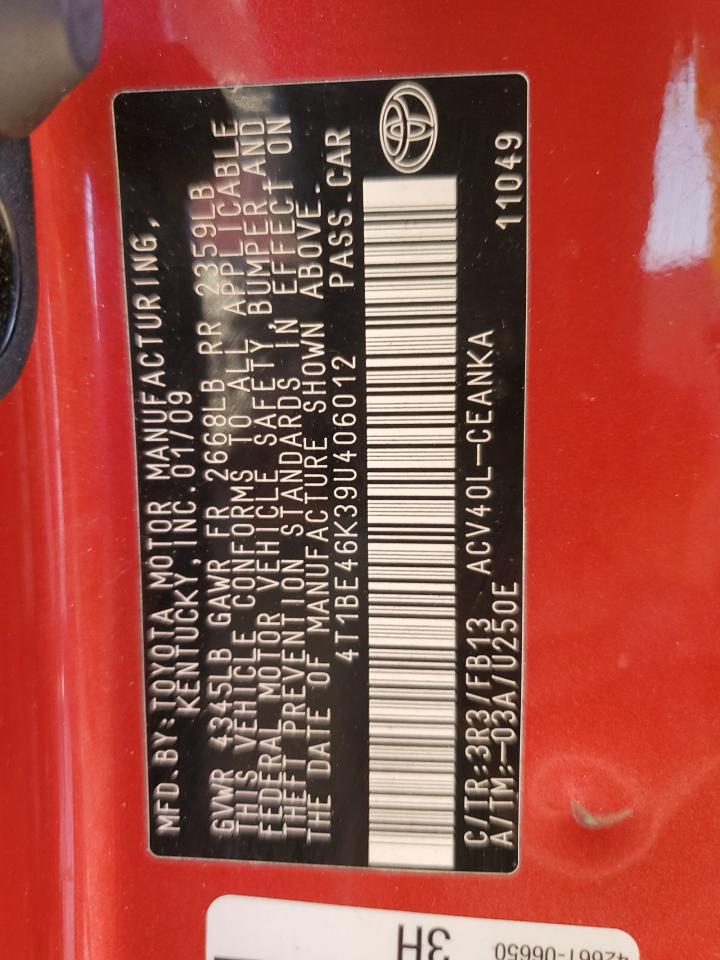 MFD.BY:TOYOTA MOTOR MANUFACTURING,
KENTUCKY, INC. 01/09
GVWR 4345LB GAWR FR 2668LB RR 2359LB
THIS VEHICLE CONFORMS TO ALL APPLICABLE
FEDERAL MOTOR VEHICLE SAFETY, BUMPER AND
THEFT PREVENTION STANDARDS IN EFFECT ON
THE DATE OF MANUFACTURE SHOWN ABOVE.
4T1BE46K39U406012 PASS.CAR
C/TR:3R3/FB13 ACV40L-CEANKA
A/TM:-03A/U250E 11049
3H
42661-06650